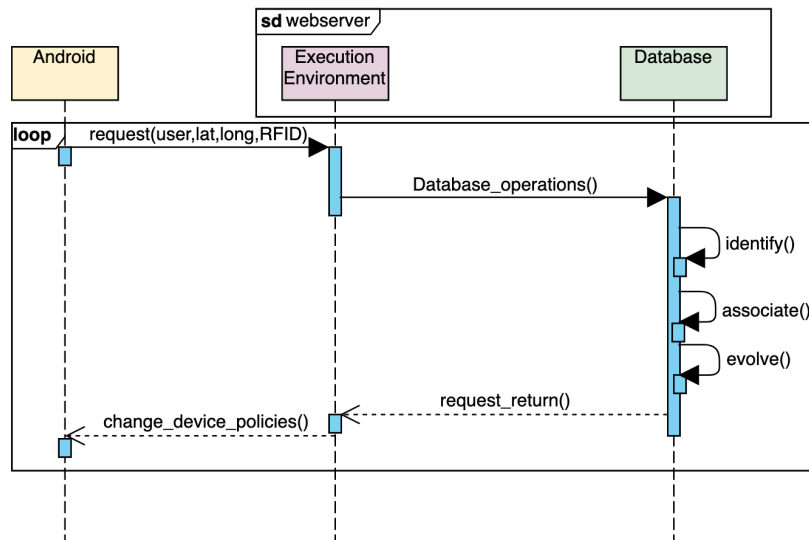 sd webserver
Android
Execution
Environment
Database
loop
request(user,lat,long,RFID)
Database_operations()
identify()
associate()
evolve()
request_return()
change_device_policies()